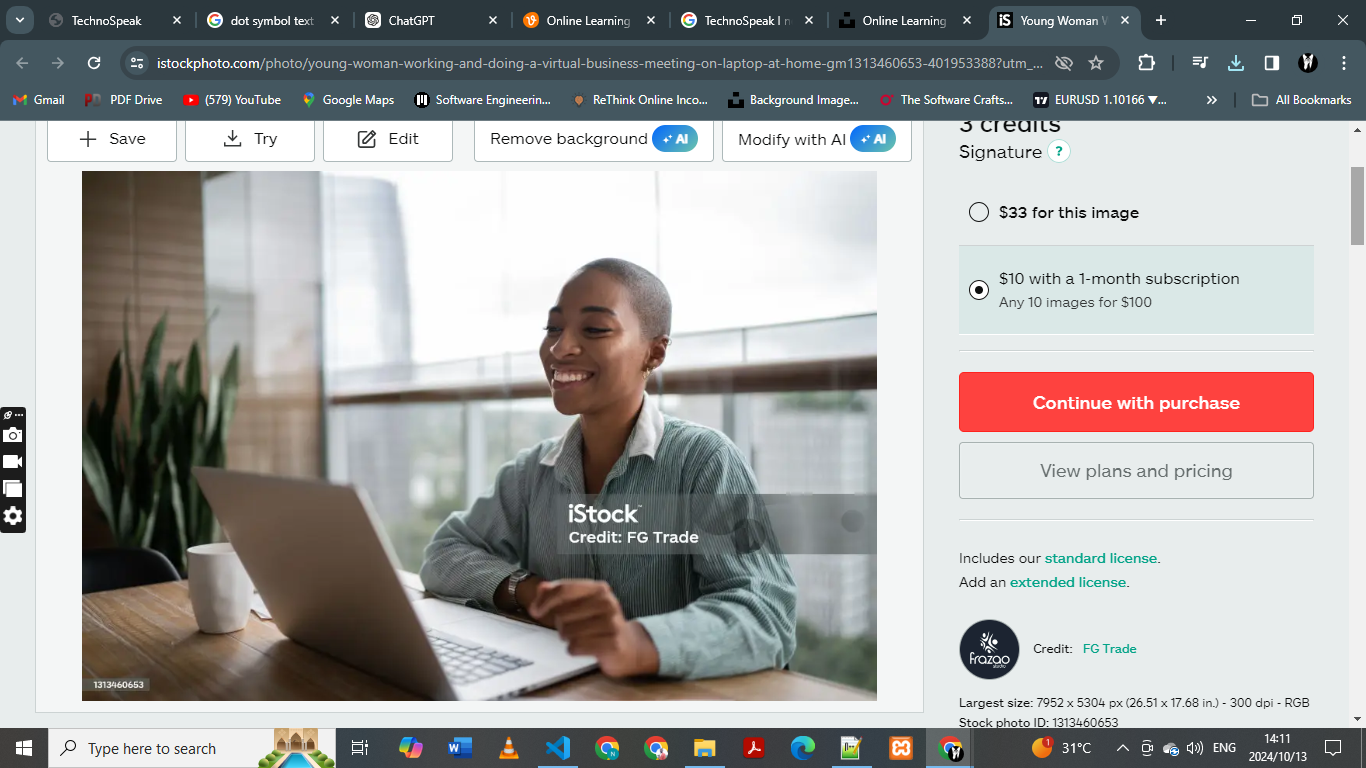 TechnoSpeak
dot symbol text
ChatGPT
Online Learning
TechnoSpeak I n
Online Learning
Young Woman W
istockphoto.com/photo/young-woman-working-and-doing-a-virtual-business-meeting-on-laptop-at-home-gm1313460653-401953388?utm_...
Gmail
PDF Drive
(579) YouTube
Google Maps
Software Engineerin...
ReThink Online Inco...
Background Image...
The Software Crafts...
EURUSD 1.10166 ▼...
»
All Bookmarks
Save
Try
Edit
Remove background AI
Modify with AI AI
3 credits
Signature ?
$33 for this image
$10 with a 1-month subscription
Any 10 images for $100
Continue with purchase
View plans and pricing
Includes our standard license.
Add an extended license.
frazao
studio
Credit: FG Trade
Largest size: 7952 x 5304 px (26.51 x 17.68 in.) - 300 dpi - RGB
Stock photo ID: 1313460653
iStock™
Credit: FG Trade
1313460653
Type here to search
31°C
ENG
14:11
2024/10/13